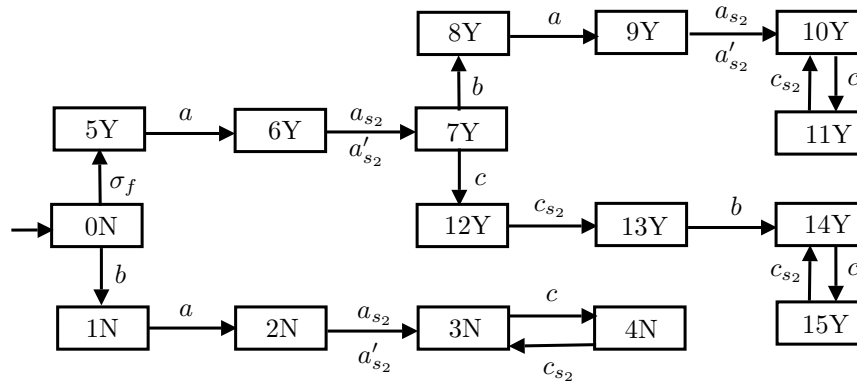 8Y a 9Y a_{s_2} a'_{s_2} 10Y
b c_{s_2} c
5Y a 6Y a_{s_2} a'_{s_2} 7Y 11Y
σ_f c
0N 12Y c_{s_2} 13Y b 14Y
b c_{s_2} c
1N a 2N a_{s_2} a'_{s_2} 3N c 4N 15Y
c_{s_2}